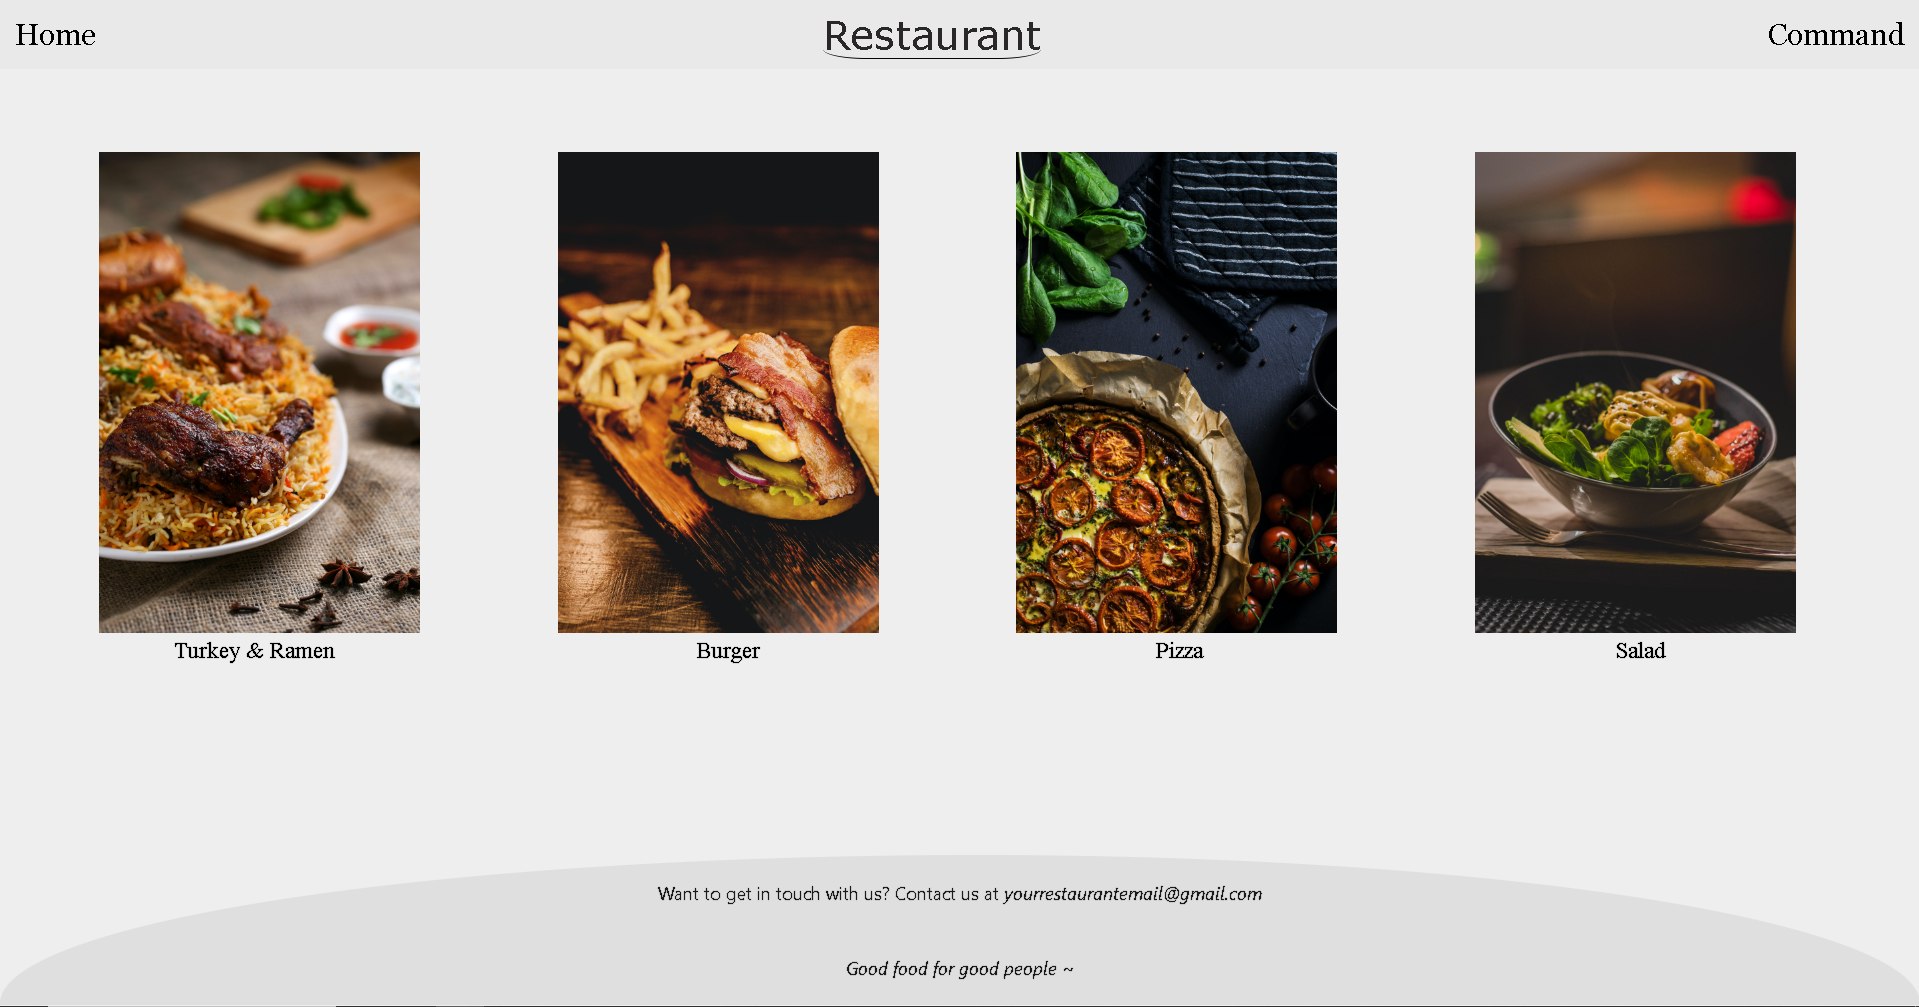 Home
Restaurant
Command
Turkey & Ramen
Burger
Pizza
Salad
Want to get in touch with us? Contact us at yourrestaurantemail@gmail.com
Good food for good people ~